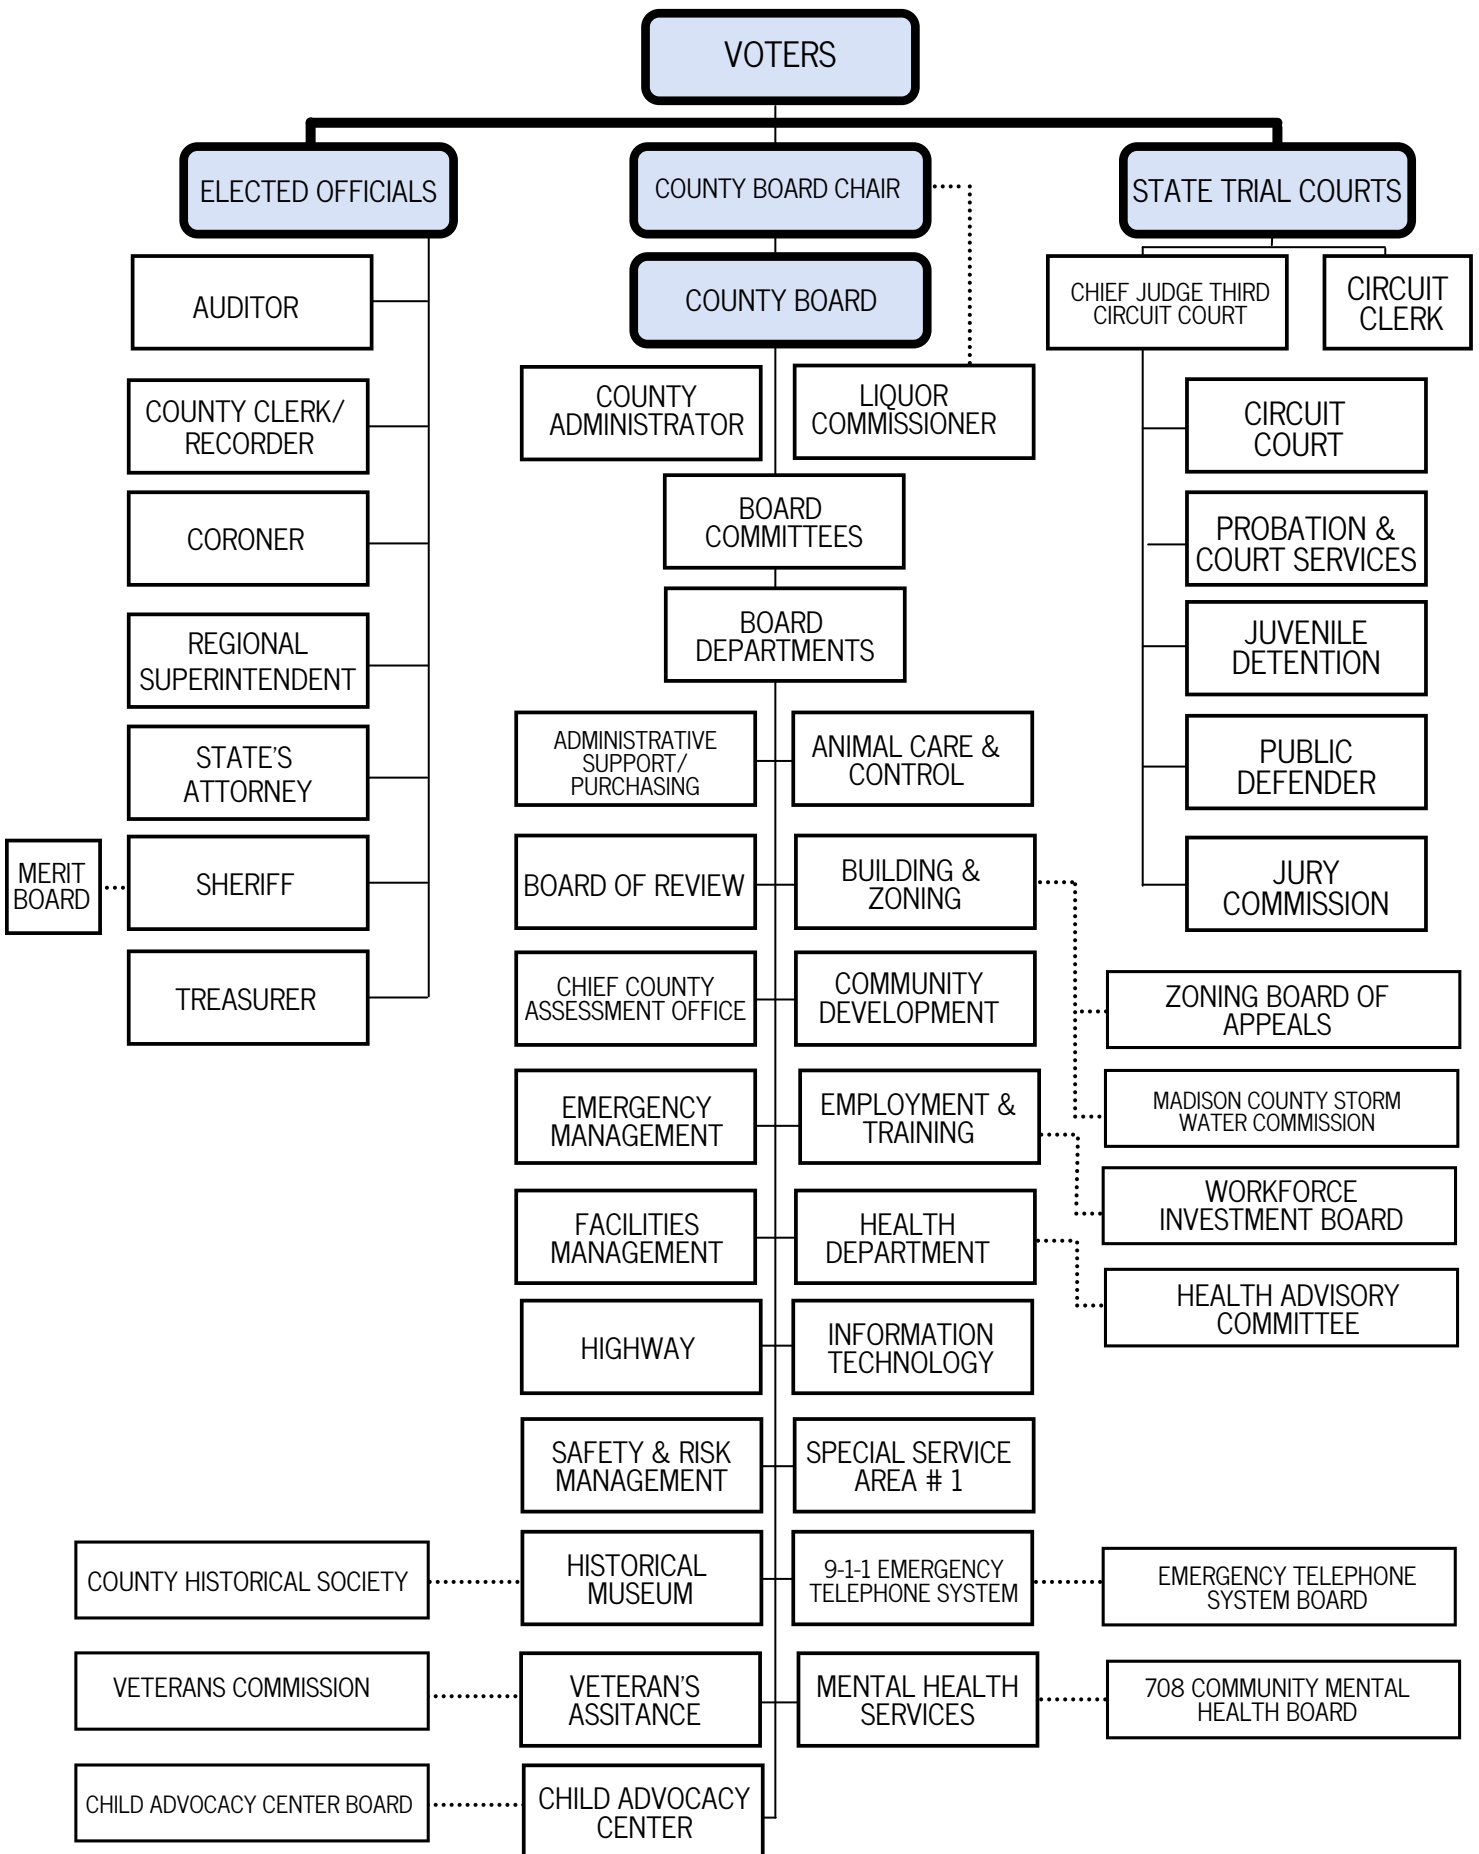 VOTERS
ELECTED OFFICIALS
COUNTY BOARD CHAIR
STATE TRIAL COURTS
AUDITOR
COUNTY CLERK/
RECORDER
CORONER
REGIONAL
SUPERINTENDENT
STATE'S
ATTORNEY
MERIT
BOARD
SHERIFF
TREASURER
COUNTY BOARD
COUNTY
ADMINISTRATOR
LIQUOR
COMMISSIONER
BOARD
COMMITTEES
BOARD
DEPARTMENTS
ADMINISTRATIVE
SUPPORT/
PURCHASING
ANIMAL CARE &
CONTROL
BOARD OF REVIEW
BUILDING &
ZONING
CHIEF COUNTY
ASSESSMENT OFFICE
COMMUNITY
DEVELOPMENT
EMERGENCY
MANAGEMENT
EMPLOYMENT &
TRAINING
FACILITIES
MANAGEMENT
HEALTH
DEPARTMENT
HIGHWAY
INFORMATION
TECHNOLOGY
SAFETY & RISK
MANAGEMENT
SPECIAL SERVICE
AREA # 1
COUNTY HISTORICAL SOCIETY
HISTORICAL
MUSEUM
9-1-1 EMERGENCY
TELEPHONE SYSTEM
EMERGENCY TELEPHONE
SYSTEM BOARD
VETERANS COMMISSION
VETERAN'S
ASSITANCE
MENTAL HEALTH
SERVICES
708 COMMUNITY MENTAL
HEALTH BOARD
CHILD ADVOCACY CENTER BOARD
CHILD ADVOCACY
CENTER
CHIEF JUDGE THIRD
CIRCUIT COURT
CIRCUIT
CLERK
CIRCUIT
COURT
PROBATION &
COURT SERVICES
JUVENILE
DETENTION
PUBLIC
DEFENDER
JURY
COMMISSION
ZONING BOARD OF
APPEALS
MADISON COUNTY STORM
WATER COMMISSION
WORKFORCE
INVESTMENT BOARD
HEALTH ADVISORY
COMMITTEE